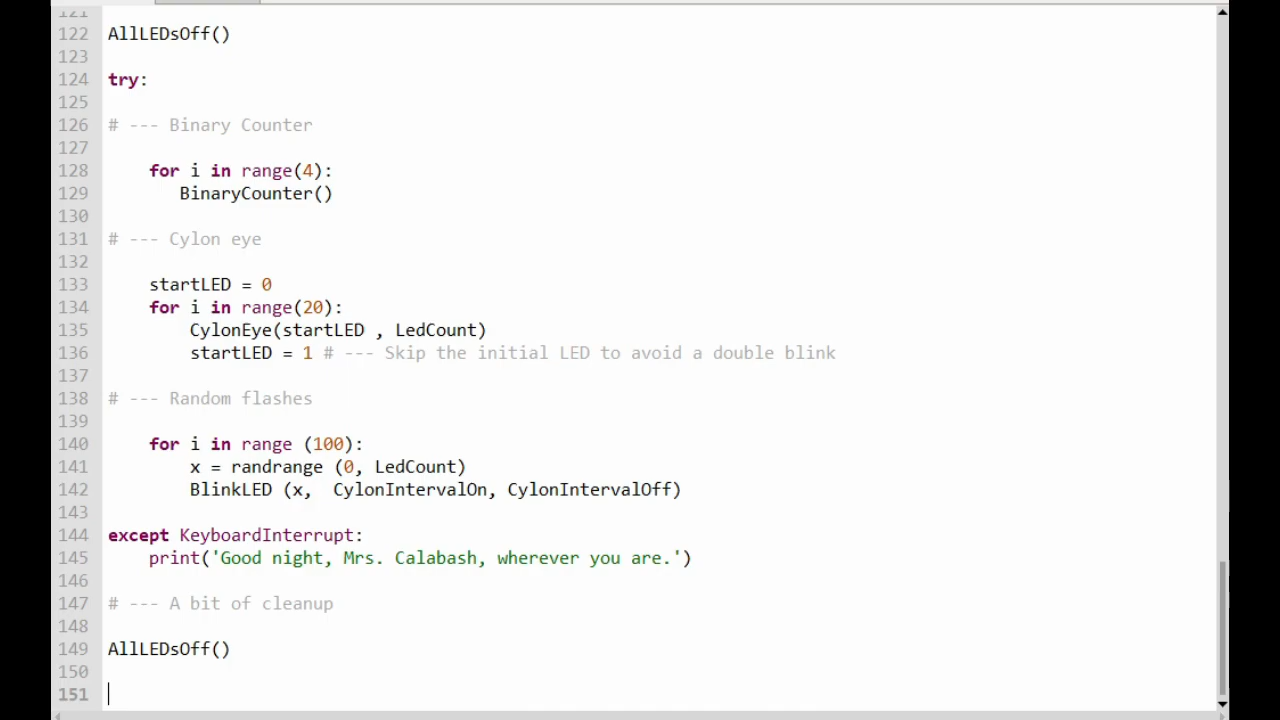 121
122 AllLEDsOff()
123
124 try:
125
126 # --- Binary Counter
127
128 for i in range(4):
129 BinaryCounter()
130
131 # --- Cylon eye
132
133 startLED = 0
134 for i in range(20):
135 CylonEye(startLED , LedCount)
136 startLED = 1 # --- Skip the initial LED to avoid a double blink
137
138 # --- Random flashes
139
140 for i in range (100):
141 x = randrange (0, LedCount)
142 BlinkLED (x,  CylonIntervalOn, CylonIntervalOff)
143
144 except KeyboardInterrupt:
145 print('Good night, Mrs. Calabash, wherever you are.')
146
147 # --- A bit of cleanup
148
149 AllLEDsOff()
150
151